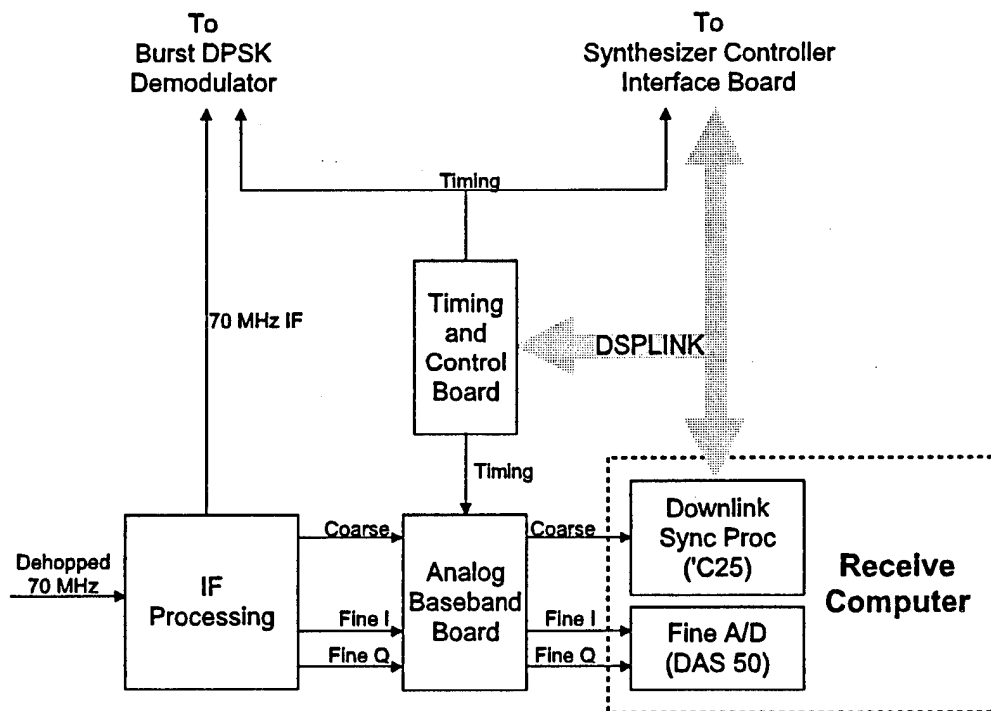 To
Burst DPSK
Demodulator
To
Synthesizer Controller
Interface Board
Timing
70 MHz IF
Timing
and
Control
Board
DSPLINK
Timing
Dehopped
70 MHz
IF
Processing
Coarse
Fine I
Fine Q
Analog
Baseband
Board
Coarse
Fine I
Fine Q
Downlink
Sync Proc
('C25)
Fine A/D
(DAS 50)
Receive
Computer